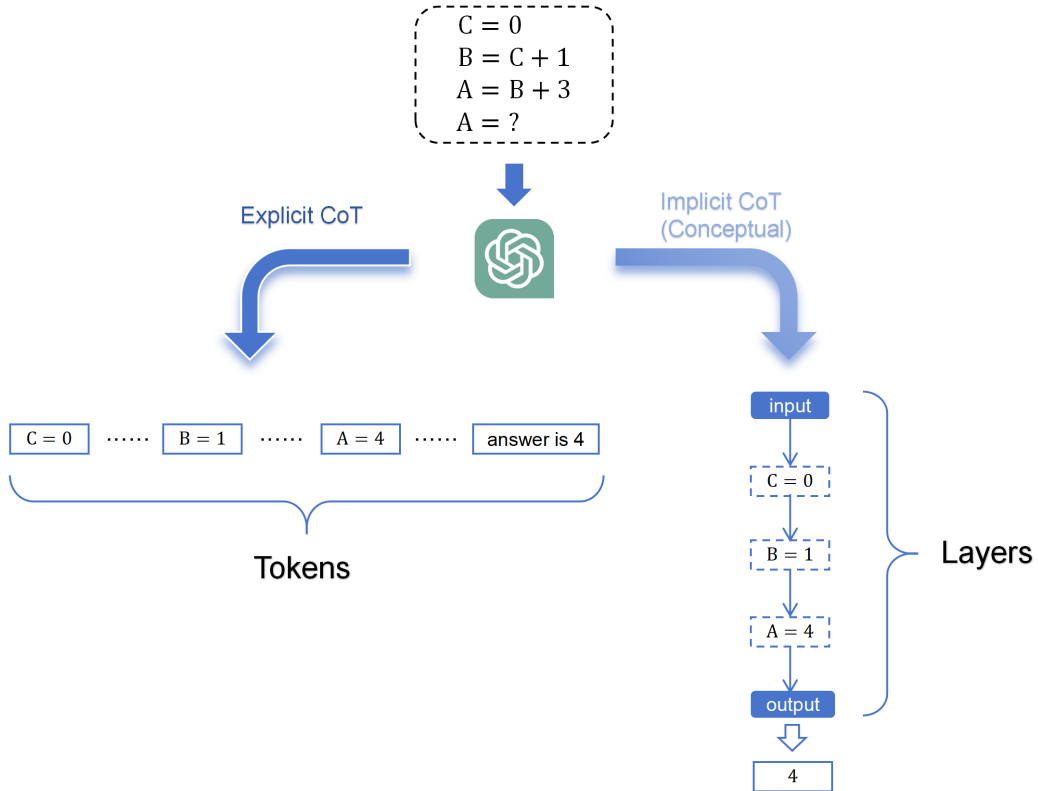 C = 0
B = C + 1
A = B + 3
A = ?
Explicit CoT
Implicit CoT
(Conceptual)
C = 0 ...... B = 1 ...... A = 4 ...... answer is 4
Tokens
input
C = 0
B = 1
A = 4
output
4
Layers